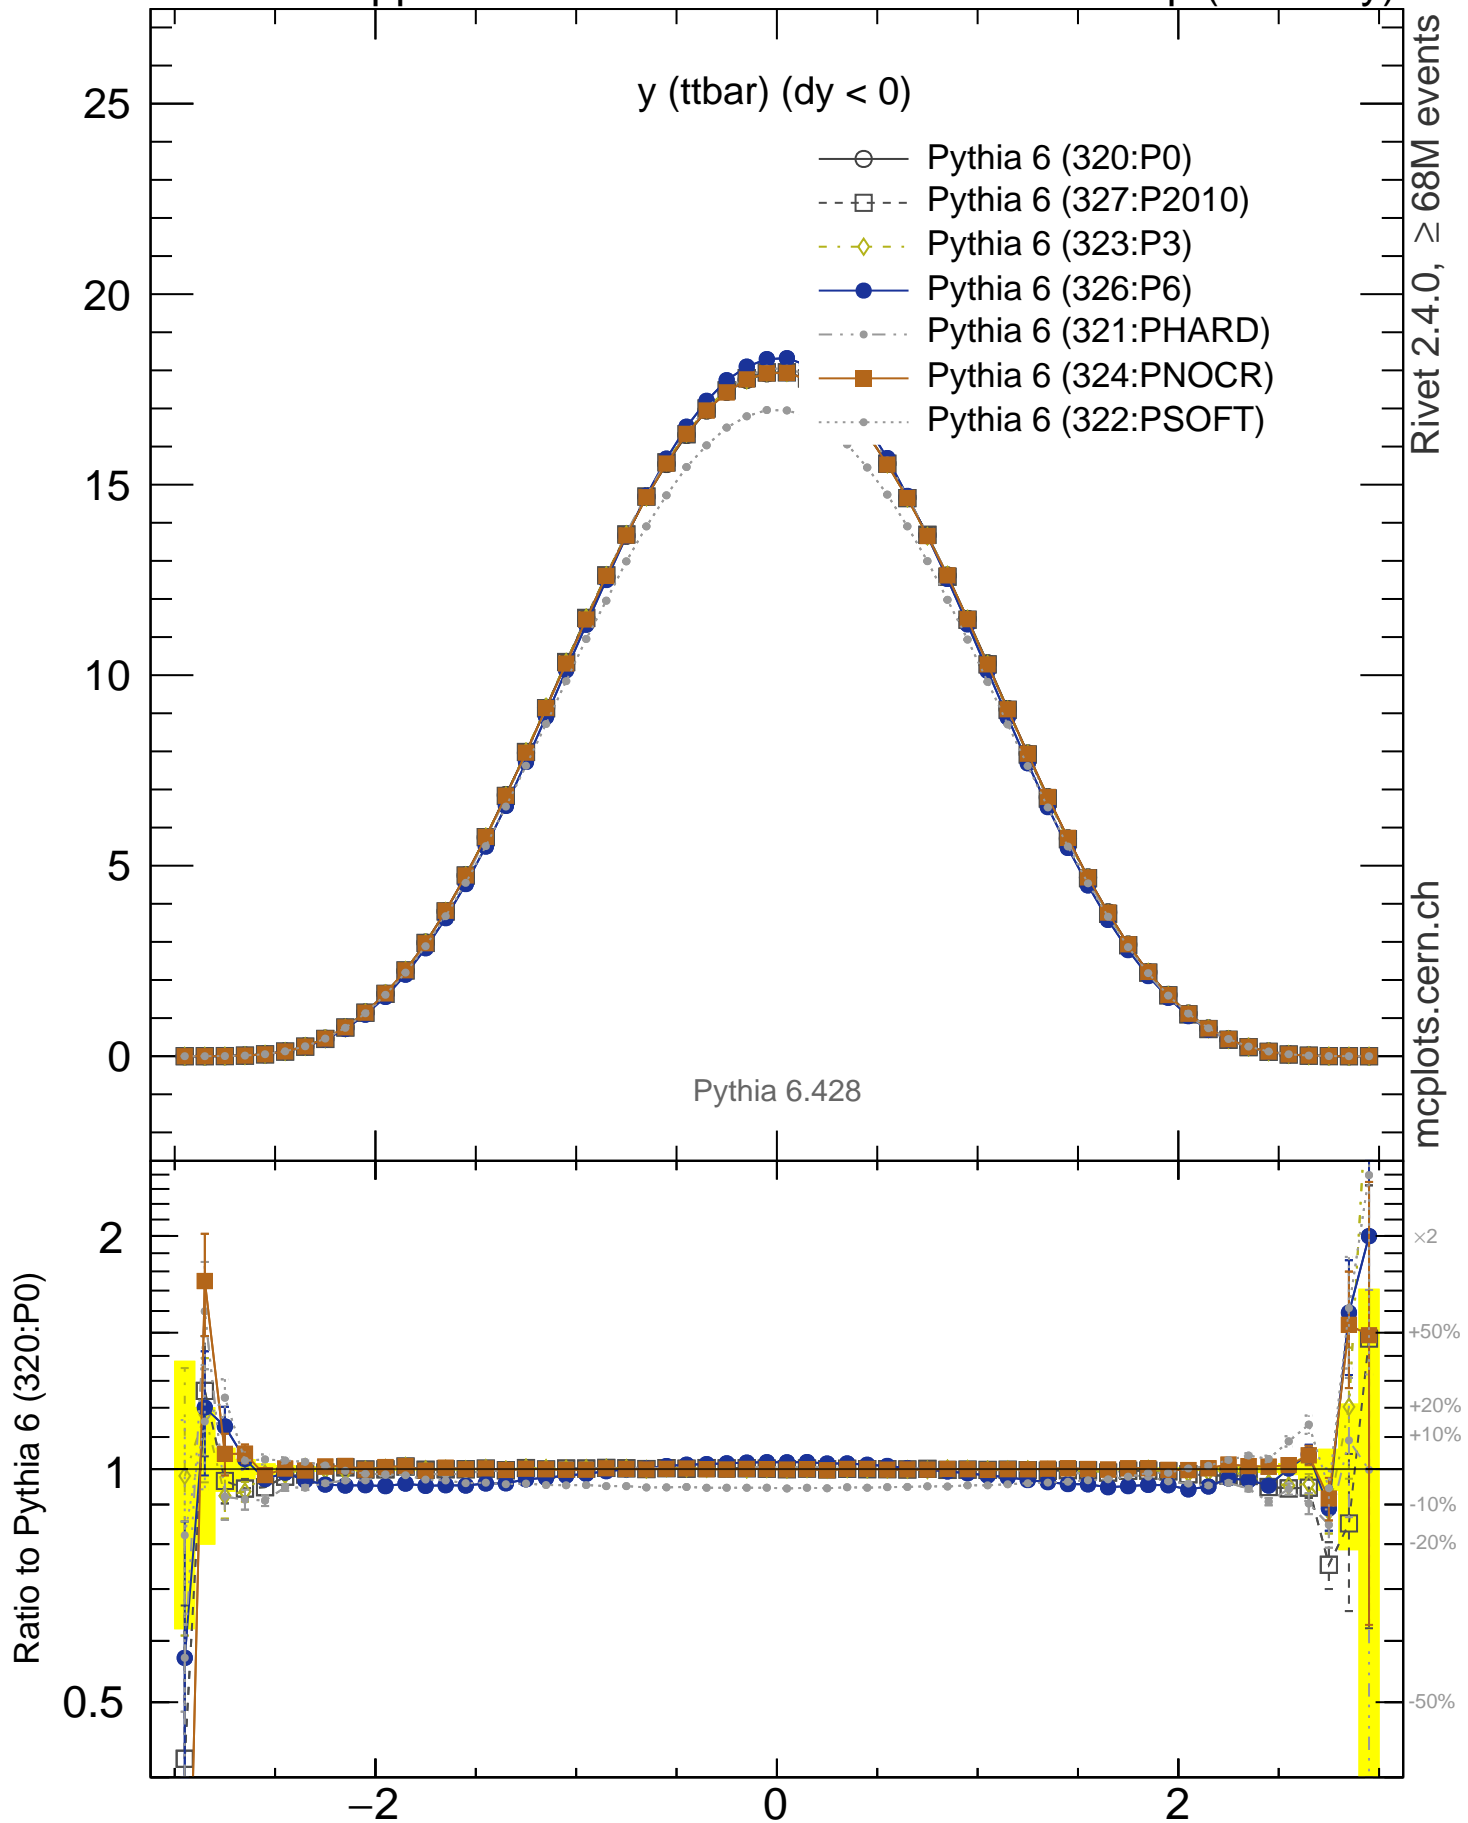 y (ttbar) (dy < 0)
Pythia 6 (320:P0)
Pythia 6 (327:P2010)
Pythia 6 (323:P3)
Pythia 6 (326:P6)
Pythia 6 (321:PHARD)
Pythia 6 (324:PNOCR)
Pythia 6 (322:PSOFT)
25
20
15
10
5
0
Pythia 6.428
Rivet 2.4.0, ≥ 68M events
mcplots.cern.ch
Ratio to Pythia 6 (320:P0)
2
1
0.5
×2
+50%
+20%
+10%
-10%
-20%
-50%
−2
0
2